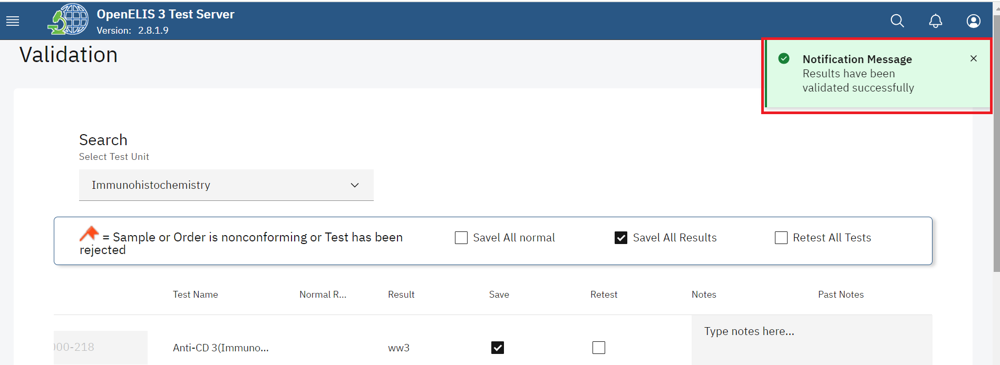 OpenELIS 3 Test Server
Version: 2.8.1.9
Validation
Notification Message
Results have been
validated successfully
Search
Select Test Unit
Immunohistochemistry
= Sample or Order is nonconforming or Test has been
rejected
Savel All normal
Savel All Results
Retest All Tests
Test Name
Normal R...
Result
Save
Retest
Notes
Past Notes
00-218
Anti-CD 3(Immuno...
ww3
Type notes here...